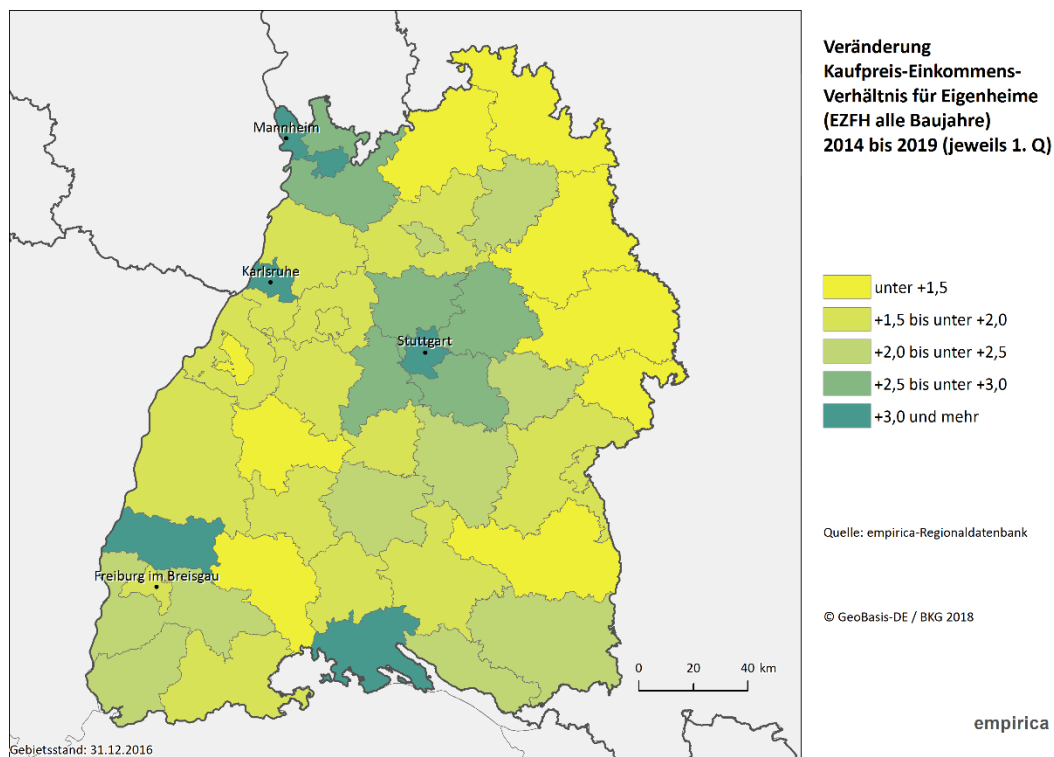 Veränderung
Kaufpreis-Einkommens-
Verhältnis für Eigenheime
(EZFH alle Baujahre)
2014 bis 2019 (jeweils 1. Q)
Mannheim
Karlsruhe
Stuttgart
Freiburg im Breisgau
unter +1,5
+1,5 bis unter +2,0
+2,0 bis unter +2,5
+2,5 bis unter +3,0
+3,0 und mehr
Quelle: empirica-Regionaldatenbank
© GeoBasis-DE / BKG 2018
0 20 40 km
empirica
Gebietsstand: 31.12.2016